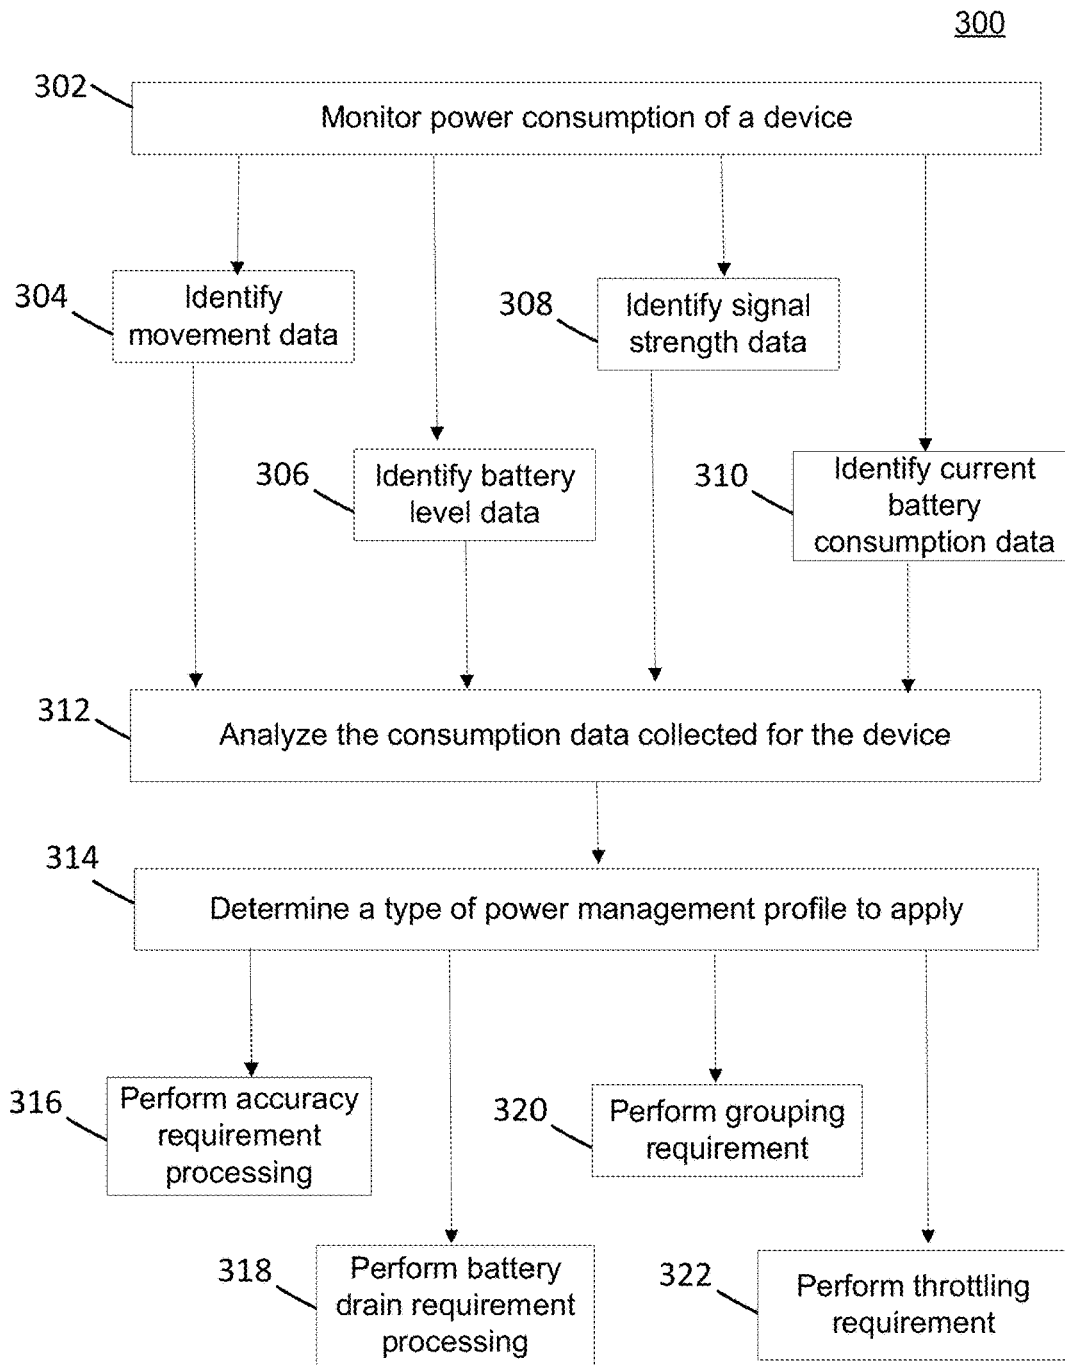 300
302
Monitor power consumption of a device
304
Identify
movement data
308
Identify signal
strength data
306
Identify battery
level data
310
Identify current
battery
consumption data
312
Analyze the consumption data collected for the device
314
Determine a type of power management profile to apply
316
Perform accuracy
requirement
processing
320
Perform grouping
requirement
318
Perform battery
drain requirement
processing
322
Perform throttling
requirement